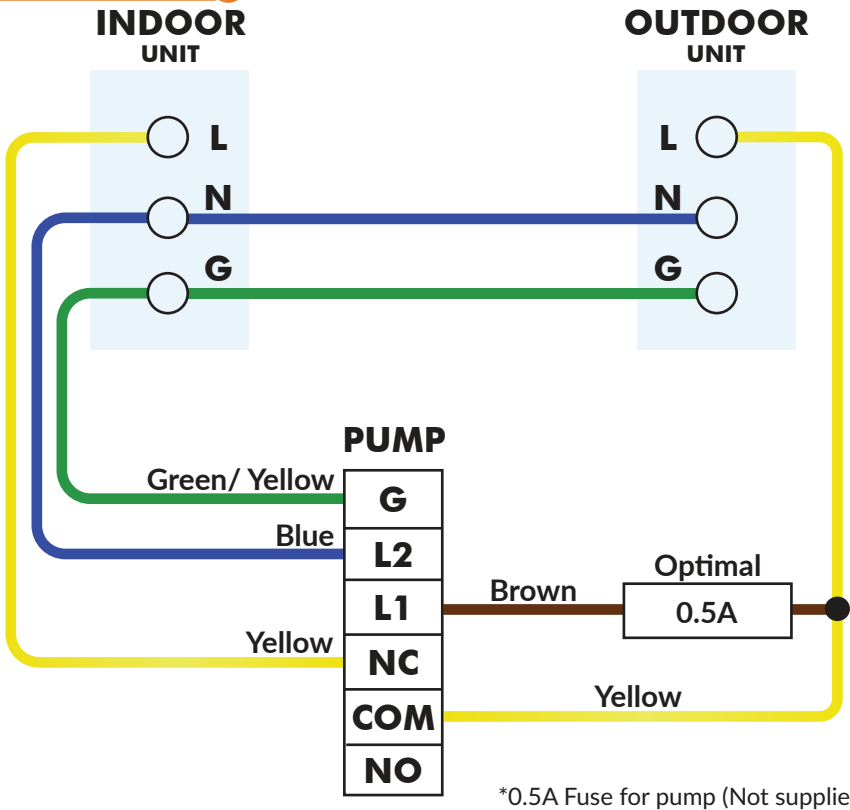 INDOOR
UNIT
OUTDOOR
UNIT
L
L
N
N
G
G
PUMP
Green/ Yellow
G
Blue
L2
Optimal
Brown
L1
0.5A
Yellow
NC
Yellow
COM
NO
*0.5A Fuse for pump (Not supplie